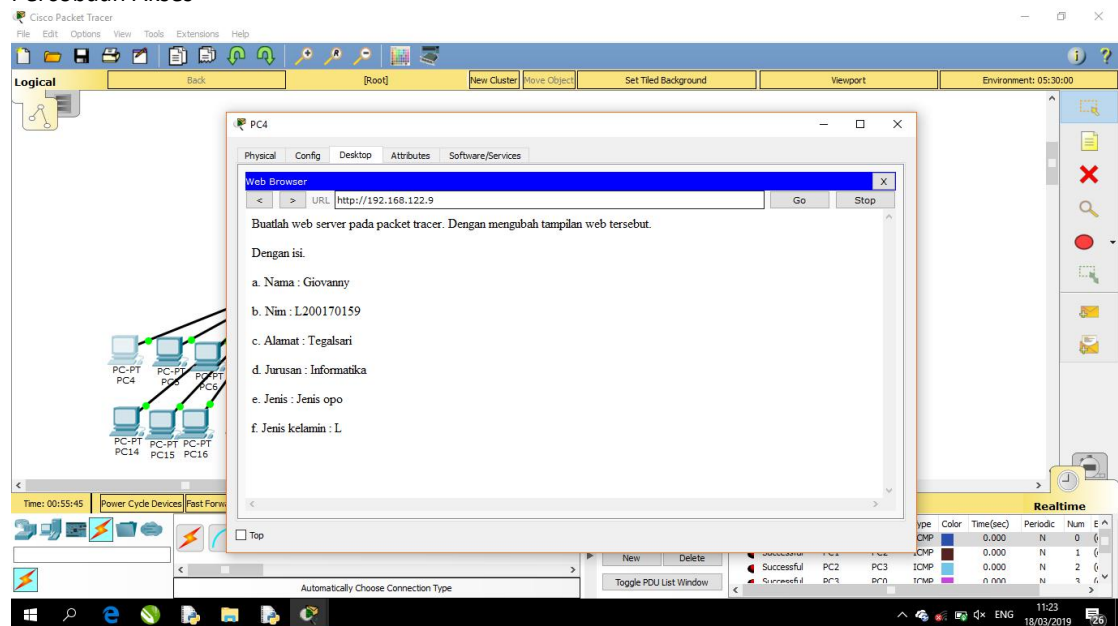 Cisco Packet Tracer
File Edit Options View Tools Extensions Help
Logical Back [Root] New Cluster Move Object Set Tiled Background Viewport Environment: 05:30:00
PC4
Physical Config Desktop Attributes Software/Services
Web Browser X
< > URL http://192.168.122.9 Go Stop
Buatlah web server pada packet tracer. Dengan mengubah tampilan web tersebut.
Dengan isi.
a. Nama : Giovanny
b. Nim : L200170159
c. Alamat : Tegalsari
d. Jurusan : Informatika
e. Jenis : Jenis opo
f. Jenis kelamin : L
PC-PT
PC4
PC-PT
PC-PT
PC6
PC-PT
PC14
PC-PT
PC15
PC-PT
PC16
Time: 00:55:45 Power Cycle Devices Fast Forw
Realtime
Top
Color Time(sec) Periodic Num
0.000 N 0
New Delete
0.000 N 1
Successful PC2 PC3 ICMP 0.000 N 2
Toggle PDU List Window
Successful PC3 PC0 ICMP 0.000 N 3
Automatically Choose Connection Type
ENG
11:23
18/03/2019
26